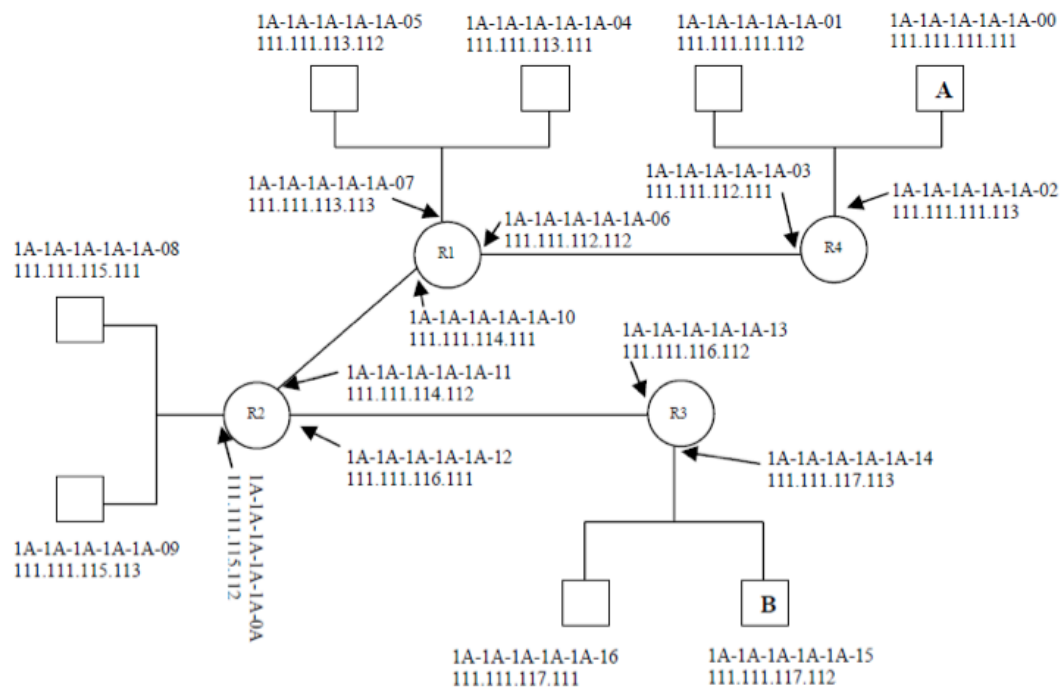 1A-1A-1A-1A-1A-05
111.111.113.112
1A-1A-1A-1A-1A-04
111.111.113.111
1A-1A-1A-1A-1A-01
111.111.111.112
1A-1A-1A-1A-1A-00
111.111.111.111
A
1A-1A-1A-1A-1A-07
111.111.113.113
1A-1A-1A-1A-1A-03
111.111.112.111
1A-1A-1A-1A-1A-02
111.111.111.113
1A-1A-1A-1A-1A-06
111.111.112.112
R1
R4
1A-1A-1A-1A-1A-08
111.111.115.111
1A-1A-1A-1A-1A-10
111.111.114.111
1A-1A-1A-1A-1A-13
111.111.116.112
1A-1A-1A-1A-1A-11
111.111.114.112
R2
R3
1A-1A-1A-1A-1A-12
111.111.116.111
1A-1A-1A-1A-1A-14
111.111.117.113
1A-1A-1A-1A-1A-0A
111.111.115.112
1A-1A-1A-1A-1A-09
111.111.115.113
B
1A-1A-1A-1A-1A-16
111.111.117.111
1A-1A-1A-1A-1A-15
111.111.117.112